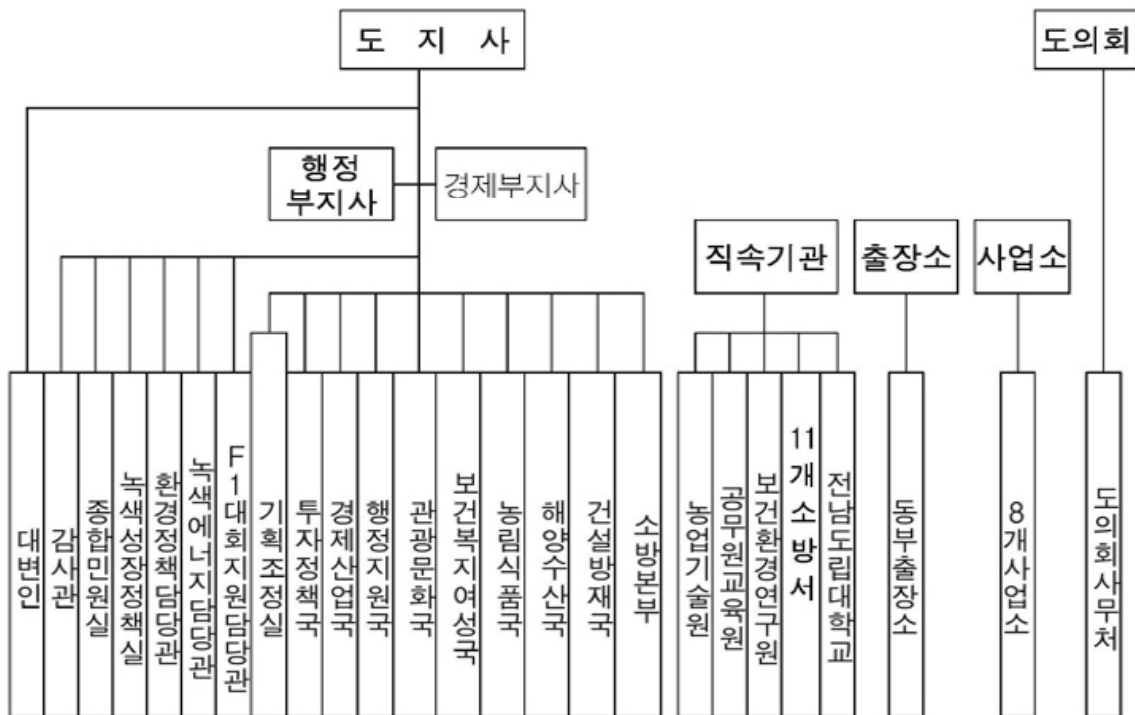 도 지 사
도의회
행정
부지사
경제부지사
직속기관
출장소
사업소
대변인
감사관
종합민원실
녹색성장정책실
환경정책담당관
녹색에너지담당관
F1대회지원담당관
기획조정실
투자정책국
경제산업국
행정지원국
관광문화국
보건복지여성국
농림식품국
해양수산국
건설방재국
소방본부
농업기술원
공무원교육원
보건환경연구원
11개소방서
전남도립대학교
동부출장소
8개사업소
도의회사무처